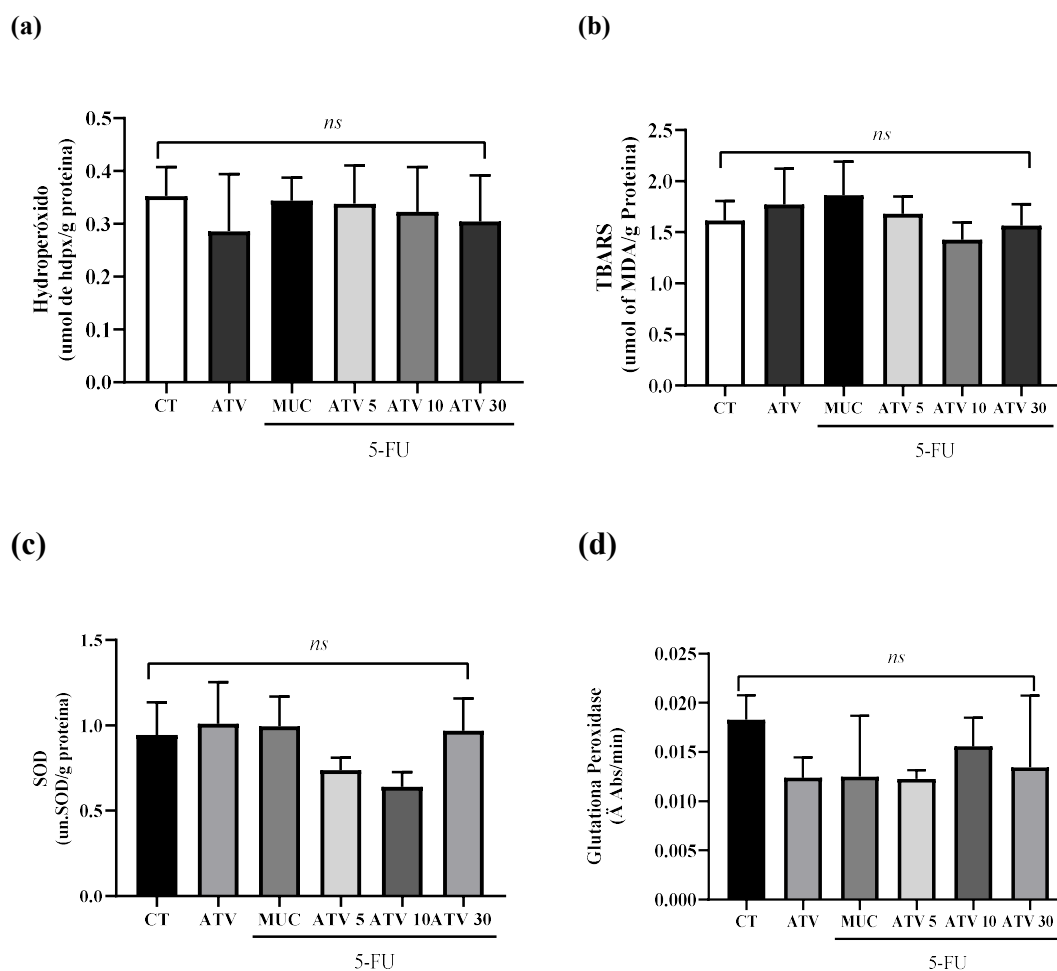 (a)
ns
Hydroperóxido
(umol de hdpx/g proteina)
0.5
0.4
0.3
0.2
0.1
0.0
CT ATV MUC ATV 5 ATV 10 ATV 30
5-FU
(b)
ns
TBARS
(umol of MDA/g Proteina)
2.5
2.0
1.5
1.0
0.5
0.0
CT ATV MUC ATV 5 ATV 10 ATV 30
5-FU
(c)
ns
SOD
(un.SOD/g proteína)
1.5
1.0
0.5
0.0
CT ATV MUC ATV 5 ATV 10 ATV 30
5-FU
(d)
ns
Glutationa Peroxidase
(Ä Abs/min)
0.025
0.020
0.015
0.010
0.005
0.000
CT ATV MUC ATV 5 ATV 10 ATV 30
5-FU